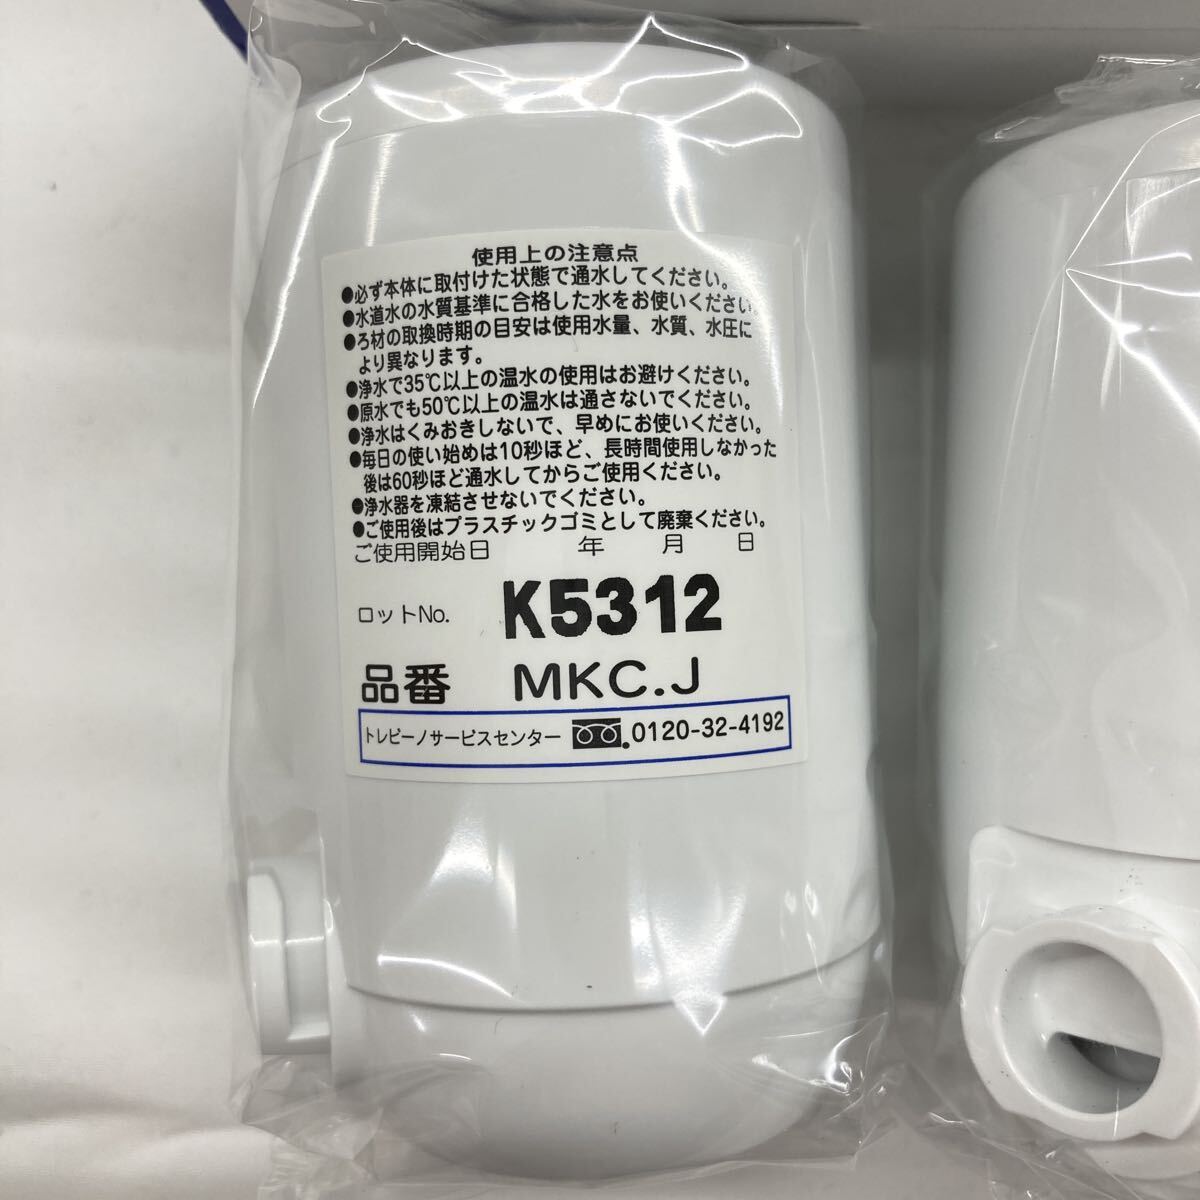 使用上の注意点
●必ず本体に取付けた状態で通水してください。
●水道水の水質基準に合格した水をお使いください。
●ろ材の取換時期の目安は使用水量、水質、水圧に
より異なります。
●浄水で35℃以上の温水の使用はお避けください。
●原水でも50℃以上の温水は通さないでください。
●浄水はくみおきしないで、早めにお使いください。
●毎日の使い始めは10秒ほど、長時間使用しなかった
後は60秒ほど通水してからご使用ください。
●浄水器を凍結させないでください。
●ご使用後はプラスチックゴミとして廃棄ください。
ご使用開始日 年 月 日
ロットNo. K5312
品番 MKC.J
トレビーノサービスセンター 0120-32-4192